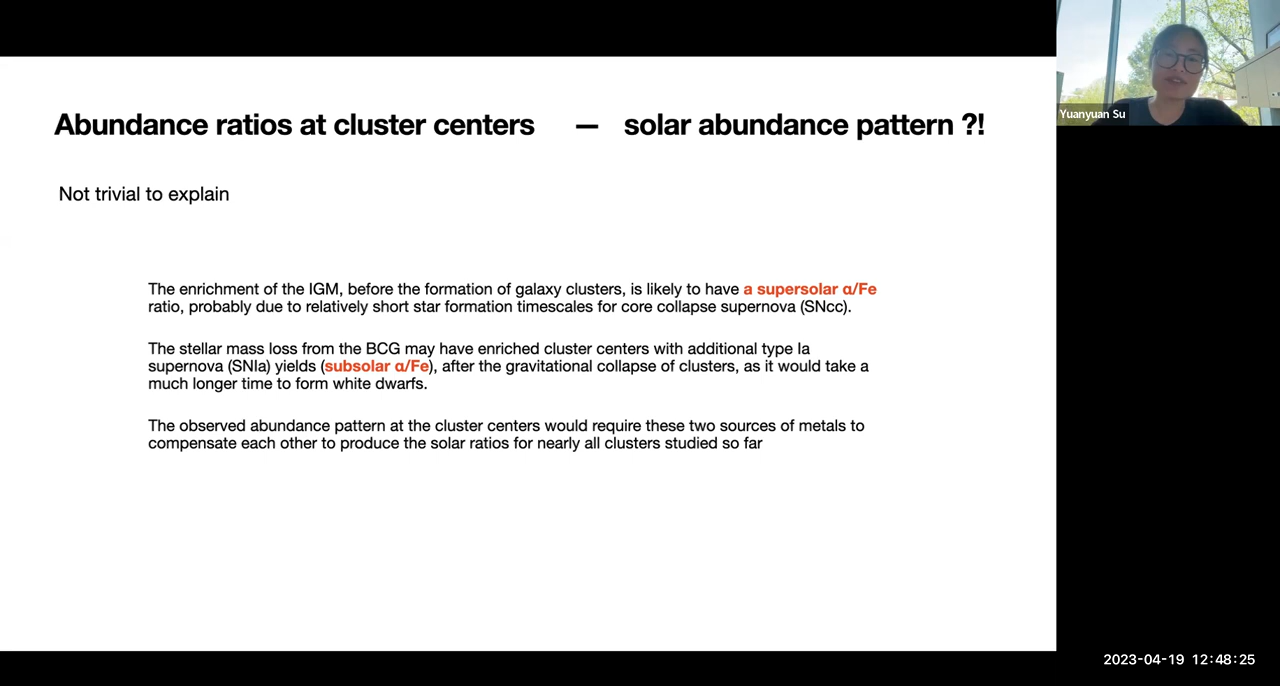 Abundance ratios at cluster centers — solar abundance pattern ?!
Yuanyuan Su
Not trivial to explain
The enrichment of the IGM, before the formation of galaxy clusters, is likely to have a supersolar α/Fe
ratio, probably due to relatively short star formation timescales for core collapse supernova (SNcc).
The stellar mass loss from the BCG may have enriched cluster centers with additional type Ia
supernova (SNIa) yields (subsolar α/Fe), after the gravitational collapse of clusters, as it would take a
much longer time to form white dwarfs.
The observed abundance pattern at the cluster centers would require these two sources of metals to
compensate each other to produce the solar ratios for nearly all clusters studied so far
2023-04-19 12:48:25